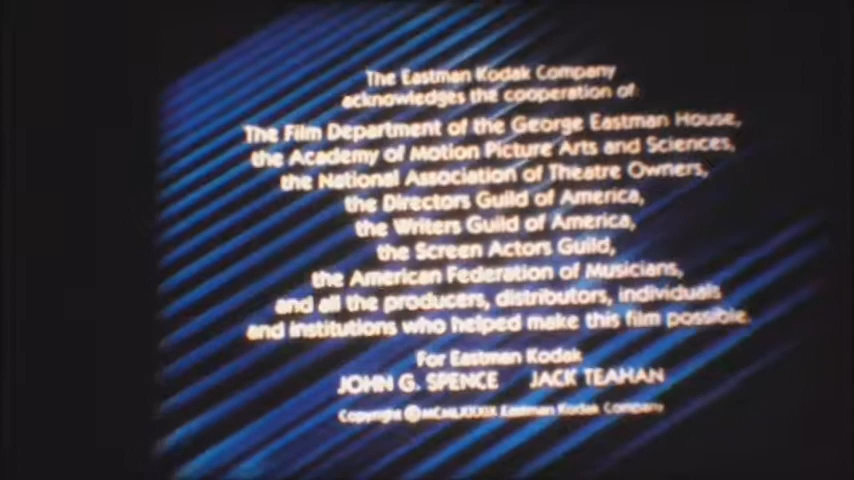 The Eastman Kodak Company
acknowledges the cooperation of:
The Film Department of the George Eastman House,
the Academy of Motion Picture Arts and Sciences,
the National Association of Theatre Owners,
the Directors Guild of America,
the Writers Guild of America,
the Screen Actors Guild,
the American Federation of Musicians,
and all the producers, distributors, individuals
and institutions who helped make this film possible.
For Eastman Kodak
JOHN G. SPENCE JACK TEAHAN
Copyright © MCMLXXXIX Eastman Kodak Company